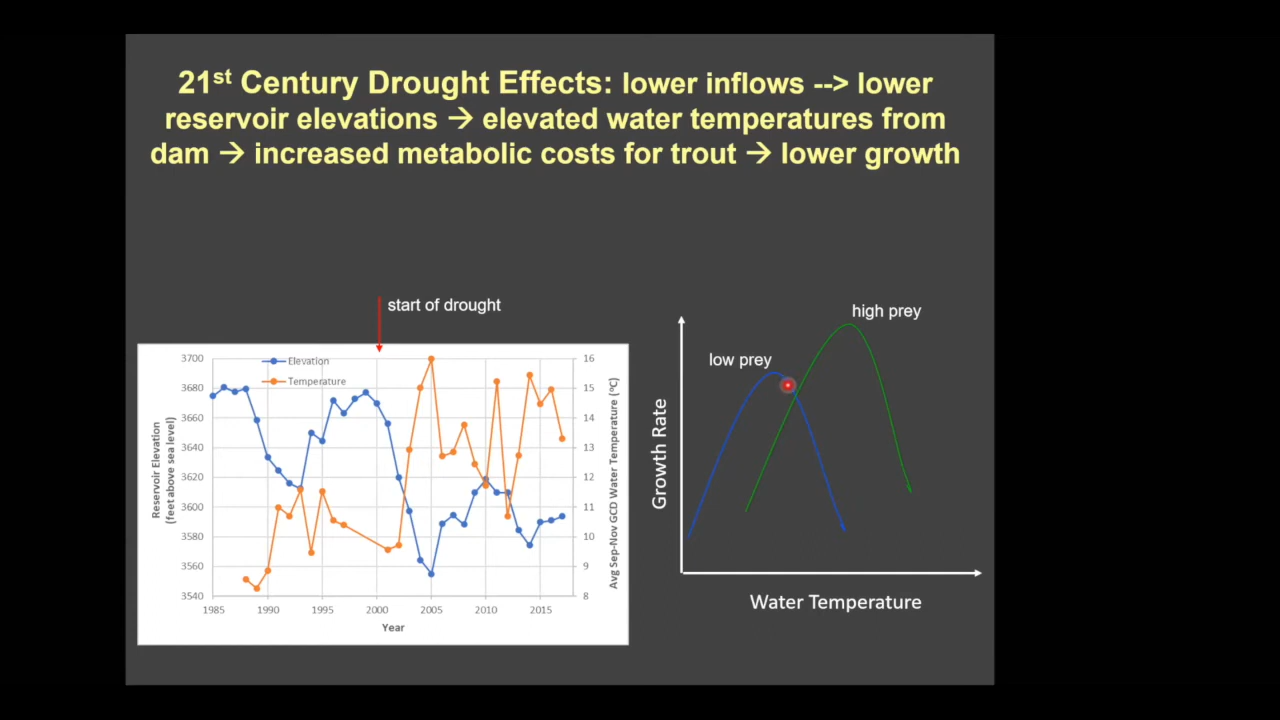 21st Century Drought Effects: lower inflows --> lower
reservoir elevations → elevated water temperatures from
dam → increased metabolic costs for trout → lower growth
start of drought
Elevation
Temperature
3700
3680
3660
3640
3620
3600
3580
3560
3540
16
15
14
13
12
11
10
9
8
1985 1990 1995 2000 2005 2010 2015
Year
Reservoir Elevation
(feet above sea level)
Avg Sep-Nov GCD Water Temperature (°C)
high prey
low prey
Growth Rate
Water Temperature